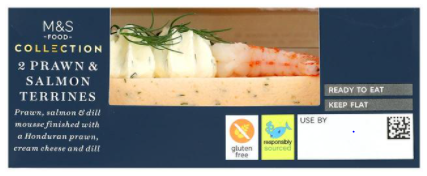 M&S
-FOOD-
COLLECTION
2 PRAWN &
SALMON
TERRINES
Prawn, salmon & dill
mousse finished with
a Honduran prawn,
cream cheese and dill
gluten
free
responsibly
sourced
READY TO EAT
KEEP FLAT
USE BY